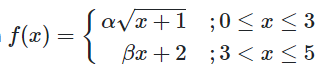 f(x) = { α√(x + 1) ; 0 ≤ x ≤ 3
βx + 2 ; 3 < x ≤ 5